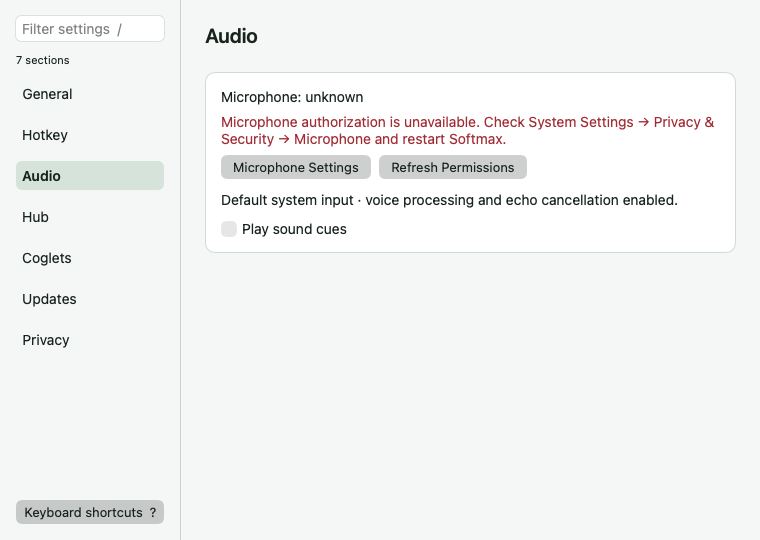 Filter settings /
7 sections
General
Hotkey
Audio
Hub
Coglets
Updates
Privacy
Keyboard shortcuts ?
Audio
Microphone: unknown
Microphone authorization is unavailable. Check System Settings → Privacy &
Security → Microphone and restart Softmax.
Microphone Settings
Refresh Permissions
Default system input · voice processing and echo cancellation enabled.
Play sound cues